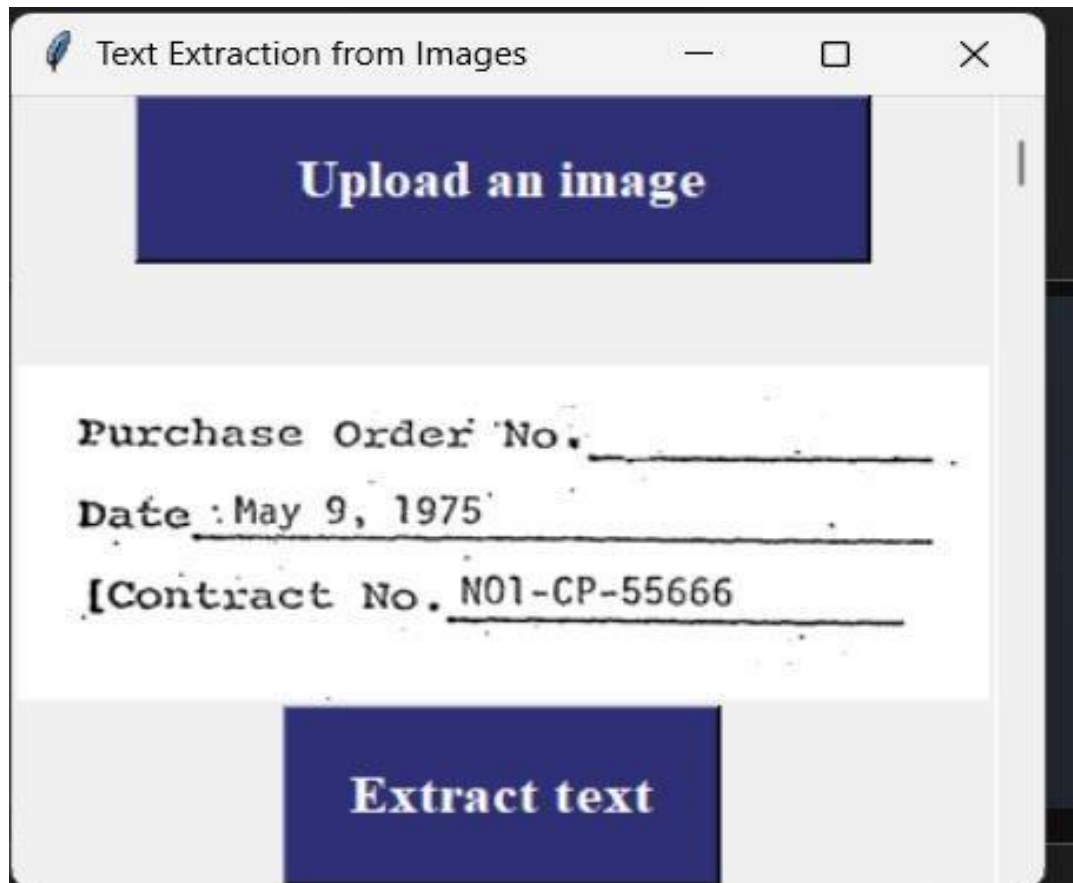 Text Extraction from Images
Upload an image
Purchase Order No.
Date May 9, 1975
[Contract No. NO1-CP-55666
Extract text